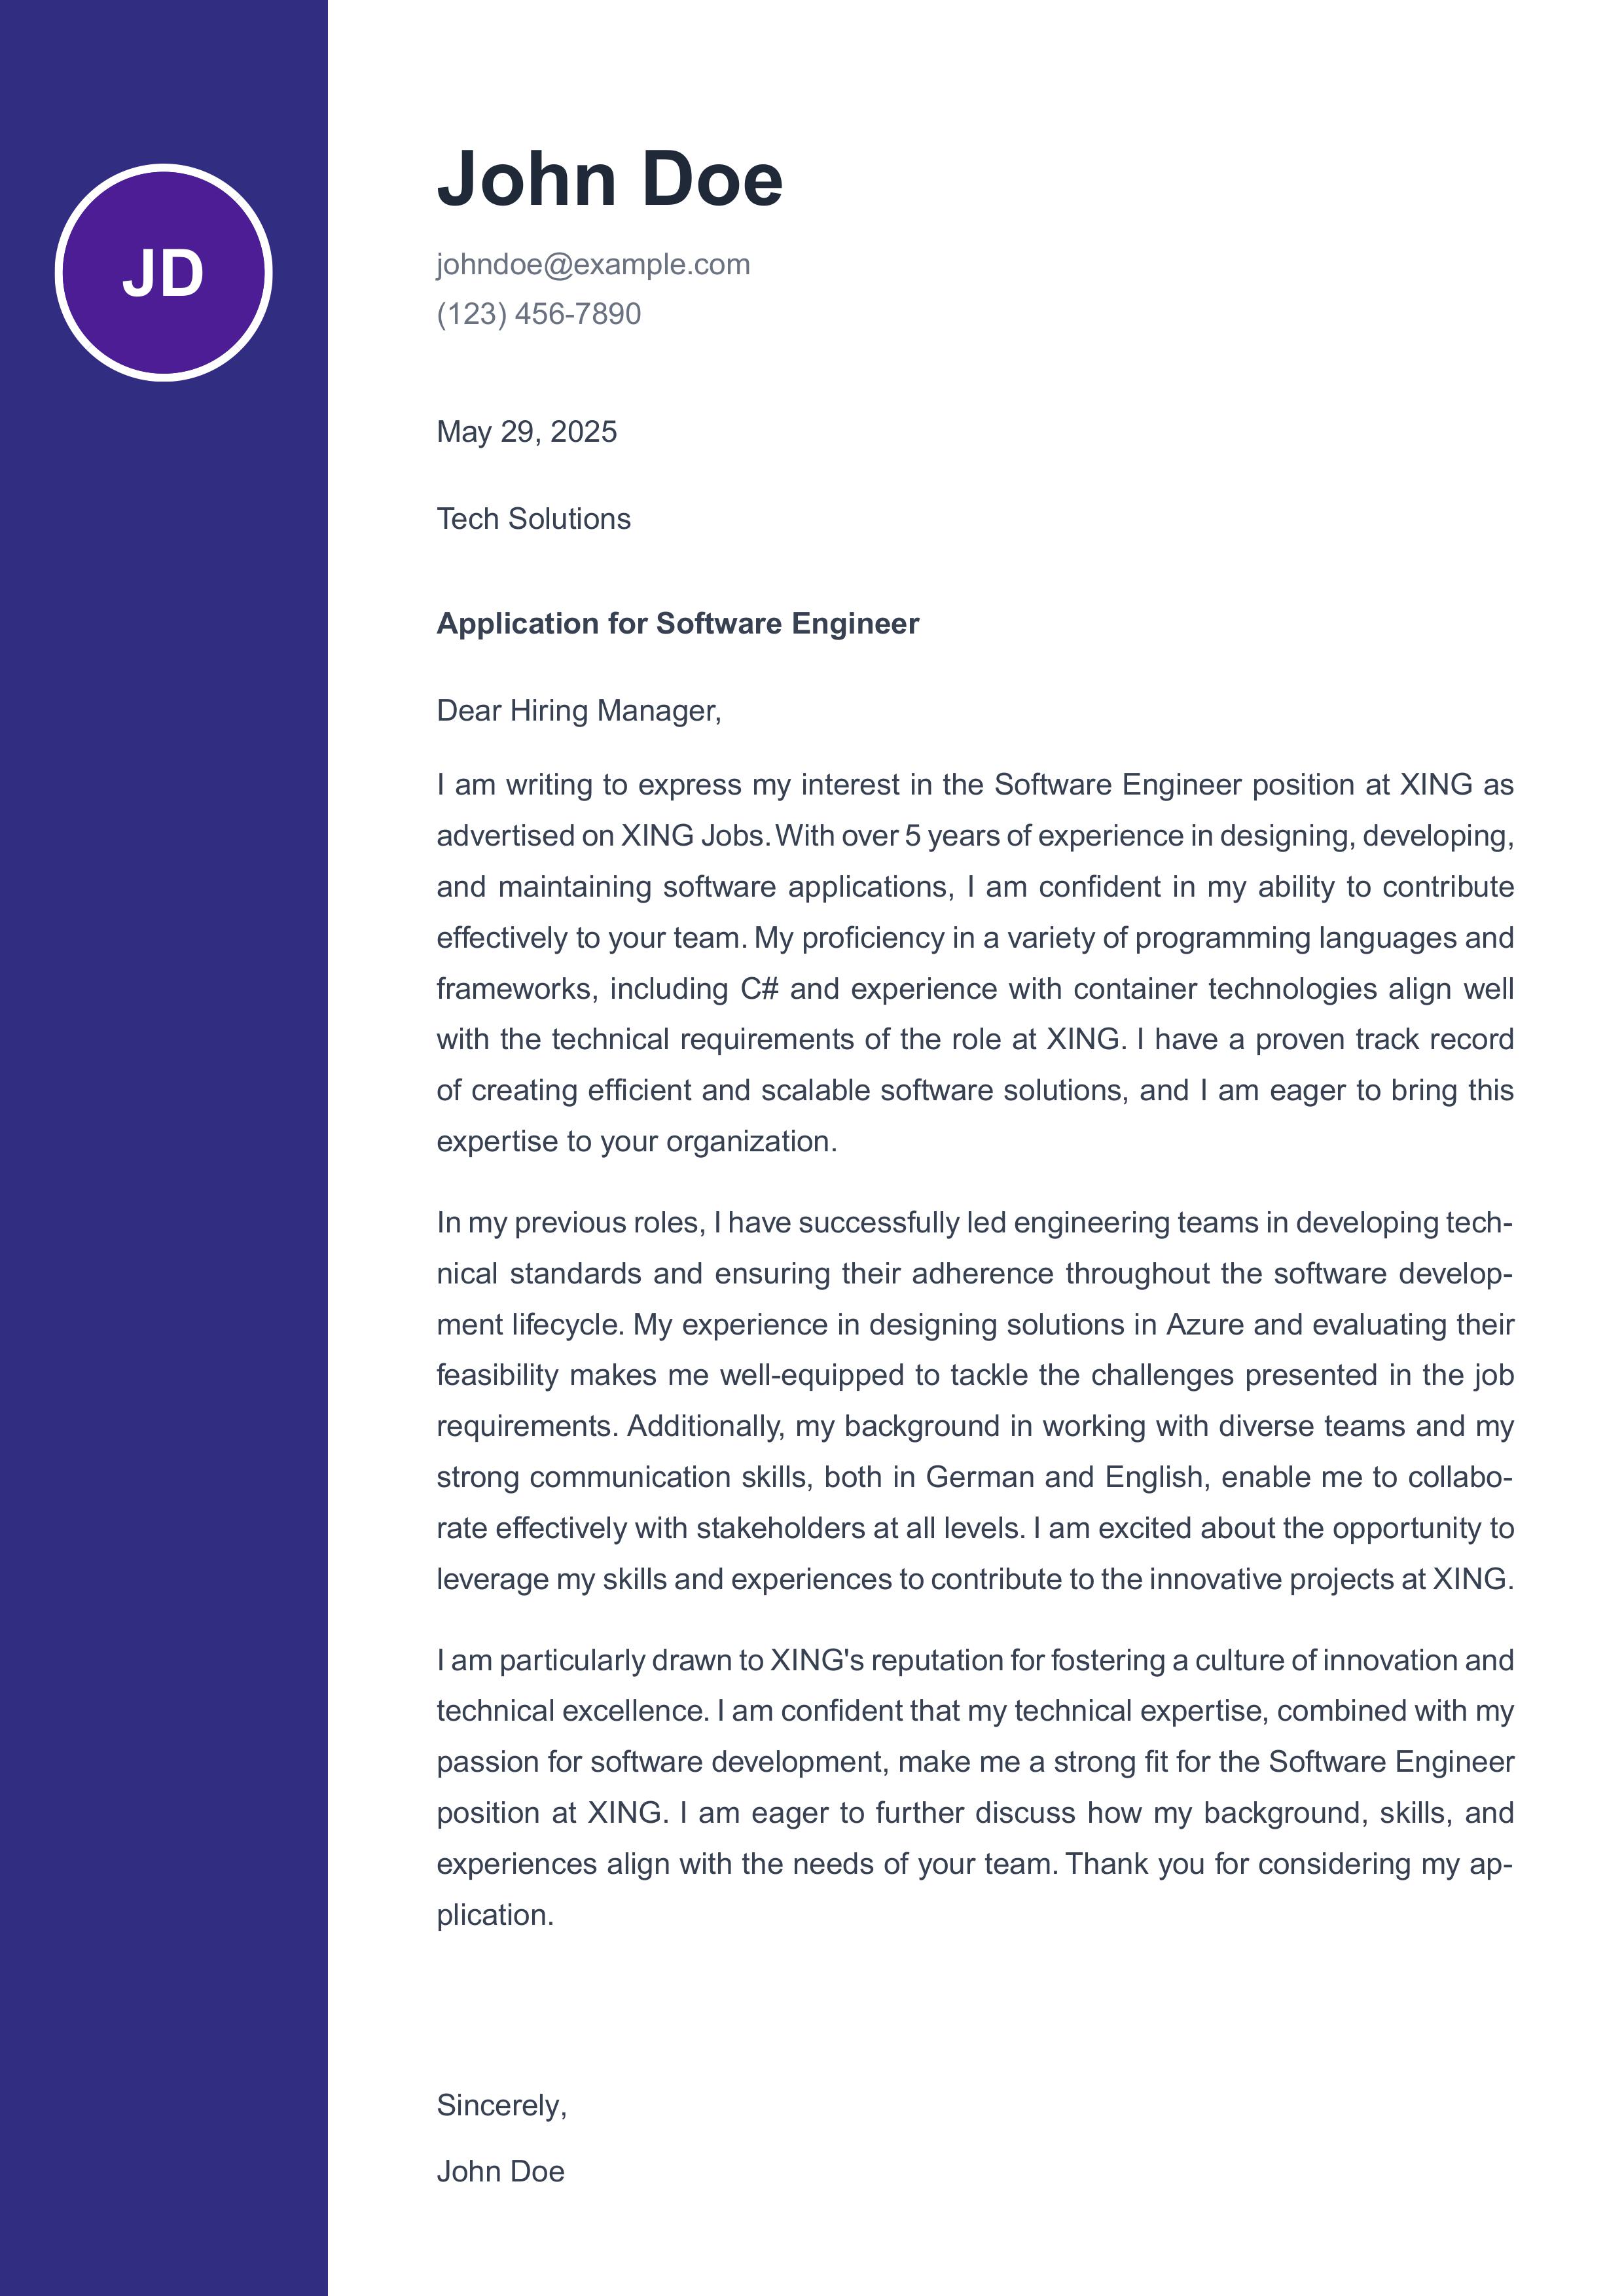 JD
John Doe
johndoe@example.com
(123) 456-7890
May 29, 2025
Tech Solutions
Application for Software Engineer
Dear Hiring Manager,
I am writing to express my interest in the Software Engineer position at XING as
advertised on XING Jobs. With over 5 years of experience in designing, developing,
and maintaining software applications, I am confident in my ability to contribute
effectively to your team. My proficiency in a variety of programming languages and
frameworks, including C# and experience with container technologies align well
with the technical requirements of the role at XING. I have a proven track record
of creating efficient and scalable software solutions, and I am eager to bring this
expertise to your organization.
In my previous roles, I have successfully led engineering teams in developing tech-
nical standards and ensuring their adherence throughout the software develop-
ment lifecycle. My experience in designing solutions in Azure and evaluating their
feasibility makes me well-equipped to tackle the challenges presented in the job
requirements. Additionally, my background in working with diverse teams and my
strong communication skills, both in German and English, enable me to collabo-
rate effectively with stakeholders at all levels. I am excited about the opportunity to
leverage my skills and experiences to contribute to the innovative projects at XING.
I am particularly drawn to XING's reputation for fostering a culture of innovation and
technical excellence. I am confident that my technical expertise, combined with my
passion for software development, make me a strong fit for the Software Engineer
position at XING. I am eager to further discuss how my background, skills, and
experiences align with the needs of your team. Thank you for considering my ap-
plication.
Sincerely,
John Doe